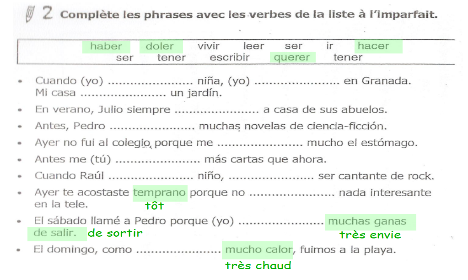 2 Complète les phrases avec les verbes de la liste à l'imparfait.
haber doler vivir leer ser ir hacer
ser tener escribir querer tener
• Cuando (yo) ........................ niña, (yo) ........................ en Granada.
Mi casa ........................ un jardín.
• En verano, Julio siempre ........................ a casa de sus abuelos.
• Antes, Pedro ........................ muchas novelas de ciencia-ficción.
• Ayer no fui al colegio porque me ........................ mucho el estómago.
• Antes me (tú) ........................ más cartas que ahora.
• Cuando Raúl ........................ niño, ........................ ser cantante de rock.
• Ayer te acostaste temprano porque no ........................ nada interesante
en la tele. tôt
• El sábado llamé a Pedro porque (yo) ........................ muchas ganas
de salir. de sortir très envie
• El domingo, como ........................ mucho calor, fuimos a la playa.
très chaud